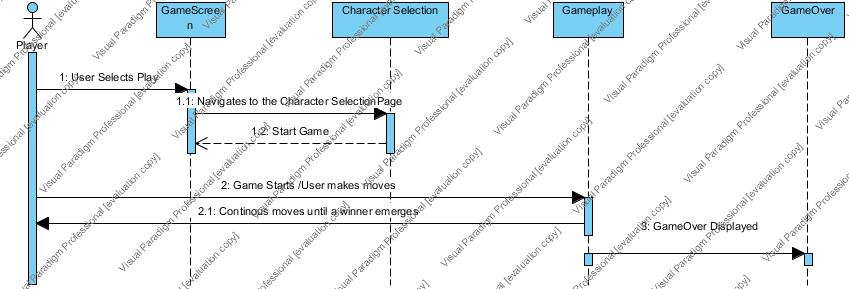 GameScree
n
Character Selection
Gameplay
GameOver
Player
1: User Selects Play
1.1: Navigates to the Character SelectionPage
1.2: Start Game
2: Game Starts /User makes moves
2.1: Continous moves until a winner emerges
3: GameOver Displayed
Visual Paradigm Professional [evaluation copy]